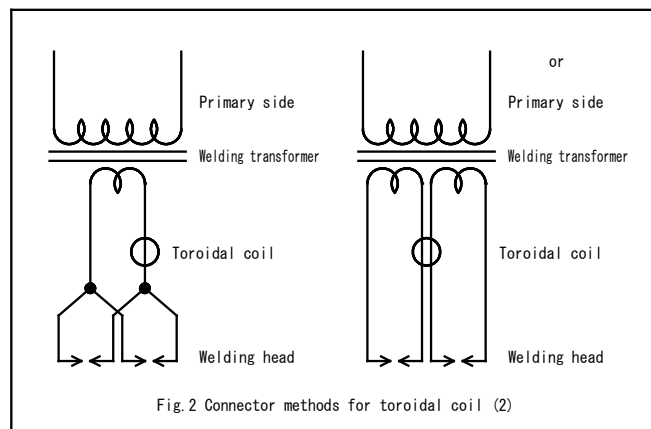 or
Primary side
Primary side
Welding transformer
Welding transformer
Toroidal coil
Toroidal coil
Welding head
Welding head
Fig.2 Connector methods for toroidal coil (2)